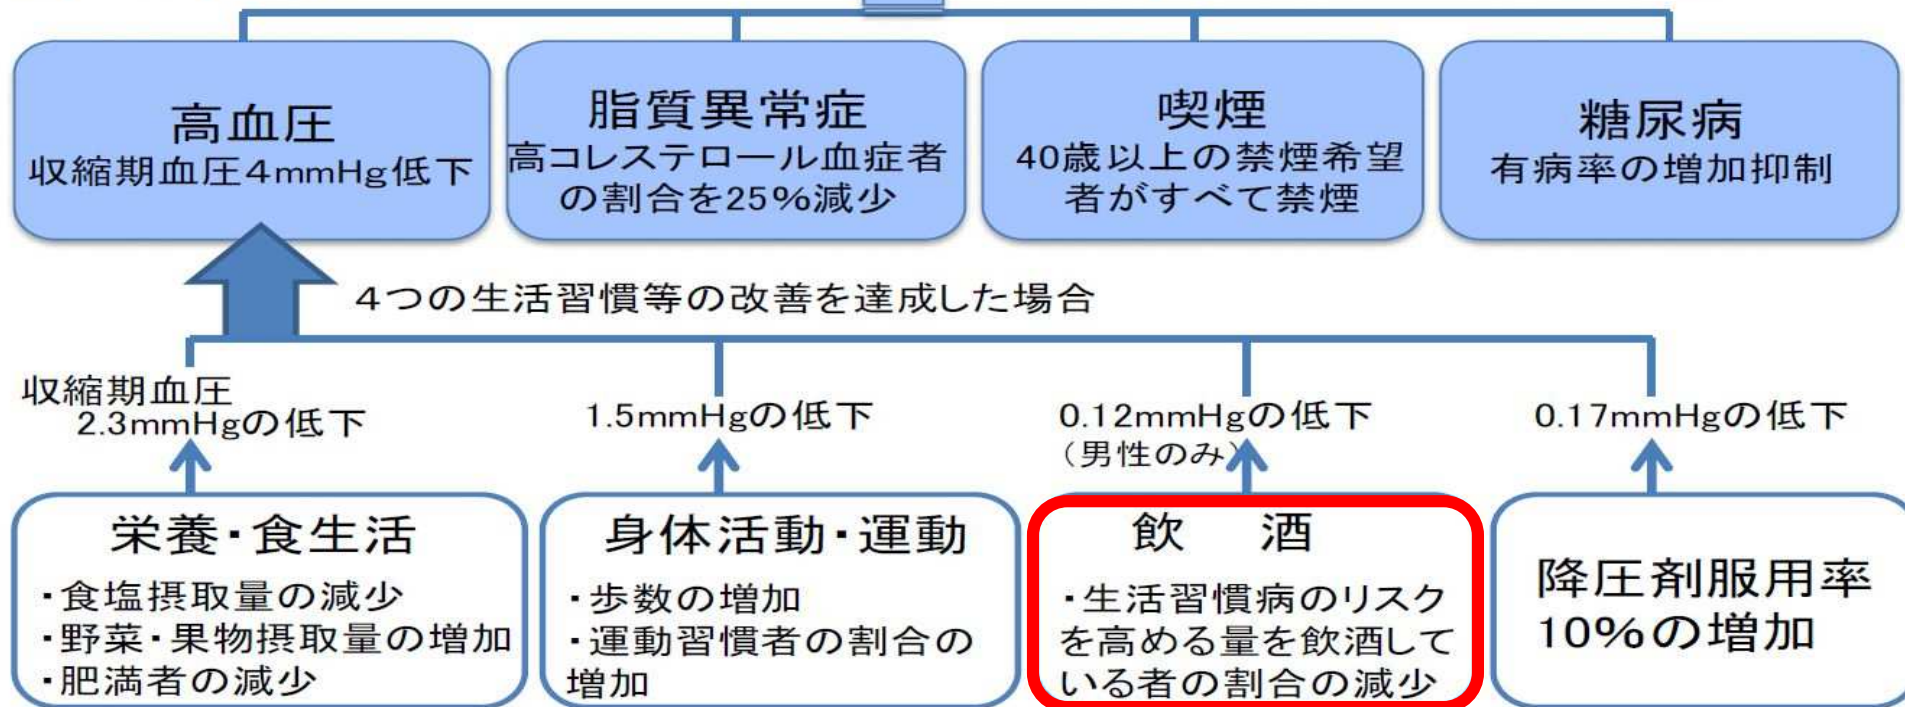 高血圧
収縮期血圧4mmHg低下
脂質異常症
高コレステロール血症者
の割合を25%減少
喫煙
40歳以上の禁煙希望
者がすべて禁煙
糖尿病
有病率の増加抑制
4つの生活習慣等の改善を達成した場合
収縮期血圧
2.3mmHgの低下
1.5mmHgの低下
0.12mmHgの低下
(男性のみ)
0.17mmHgの低下
栄養・食生活
・食塩摂取量の減少
・野菜・果物摂取量の増加
・肥満者の減少
身体活動・運動
・歩数の増加
・運動習慣者の割合の
増加
飲 酒
・生活習慣病のリスク
を高める量を飲酒して
いる者の割合の減少
降圧剤服用率
10%の増加